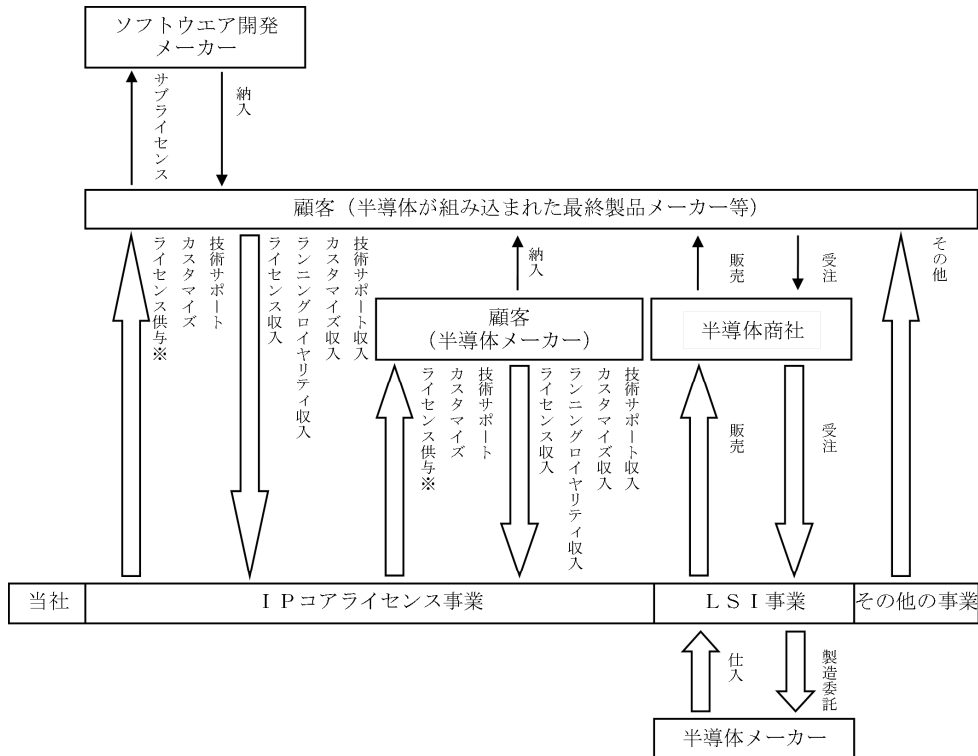 ソフトウエア開発
メーカー
サブライセンス
納入
顧客（半導体が組み込まれた最終製品メーカー等）
ライセンス供与※
カスタマイズ
技術サポート
ライセンス収入
ランニングロイヤリティ収入
カスタマイズ収入
技術サポート収入
納入
販売
受注
その他
顧客
（半導体メーカー）
半導体商社
ライセンス供与※
カスタマイズ
技術サポート
ライセンス収入
ランニングロイヤリティ収入
カスタマイズ収入
技術サポート収入
販売
受注
当社
ＩＰコアライセンス事業
ＬＳＩ事業
その他の事業
仕入
製造委託
半導体メーカー